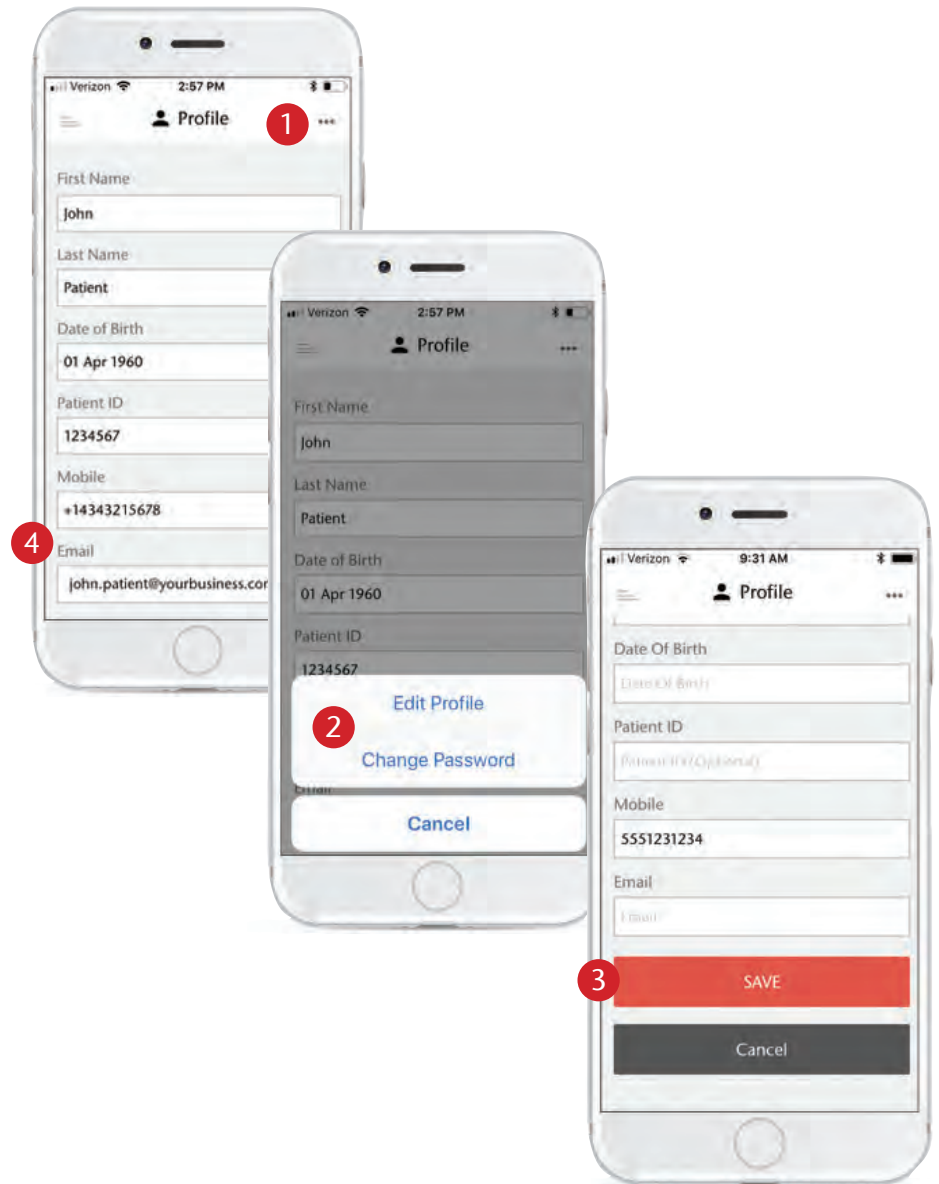 Verizon 2:57 PM
Profile
1
First Name
John
Last Name
Patient
Date of Birth
01 Apr 1960
Patient ID
1234567
Mobile
+14343215678
4
Email
john.patient@yourbusiness.com
Verizon 2:57 PM
Profile
First Name
John
Last Name
Patient
Date of Birth
01 Apr 1960
Patient ID
1234567
Edit Profile
2
Change Password
Email
Cancel
Verizon 9:31 AM
Profile
Date Of Birth
Date Of Birth
Patient ID
Patient ID(Optional)
Mobile
5551231234
Email
Email
3
SAVE
Cancel